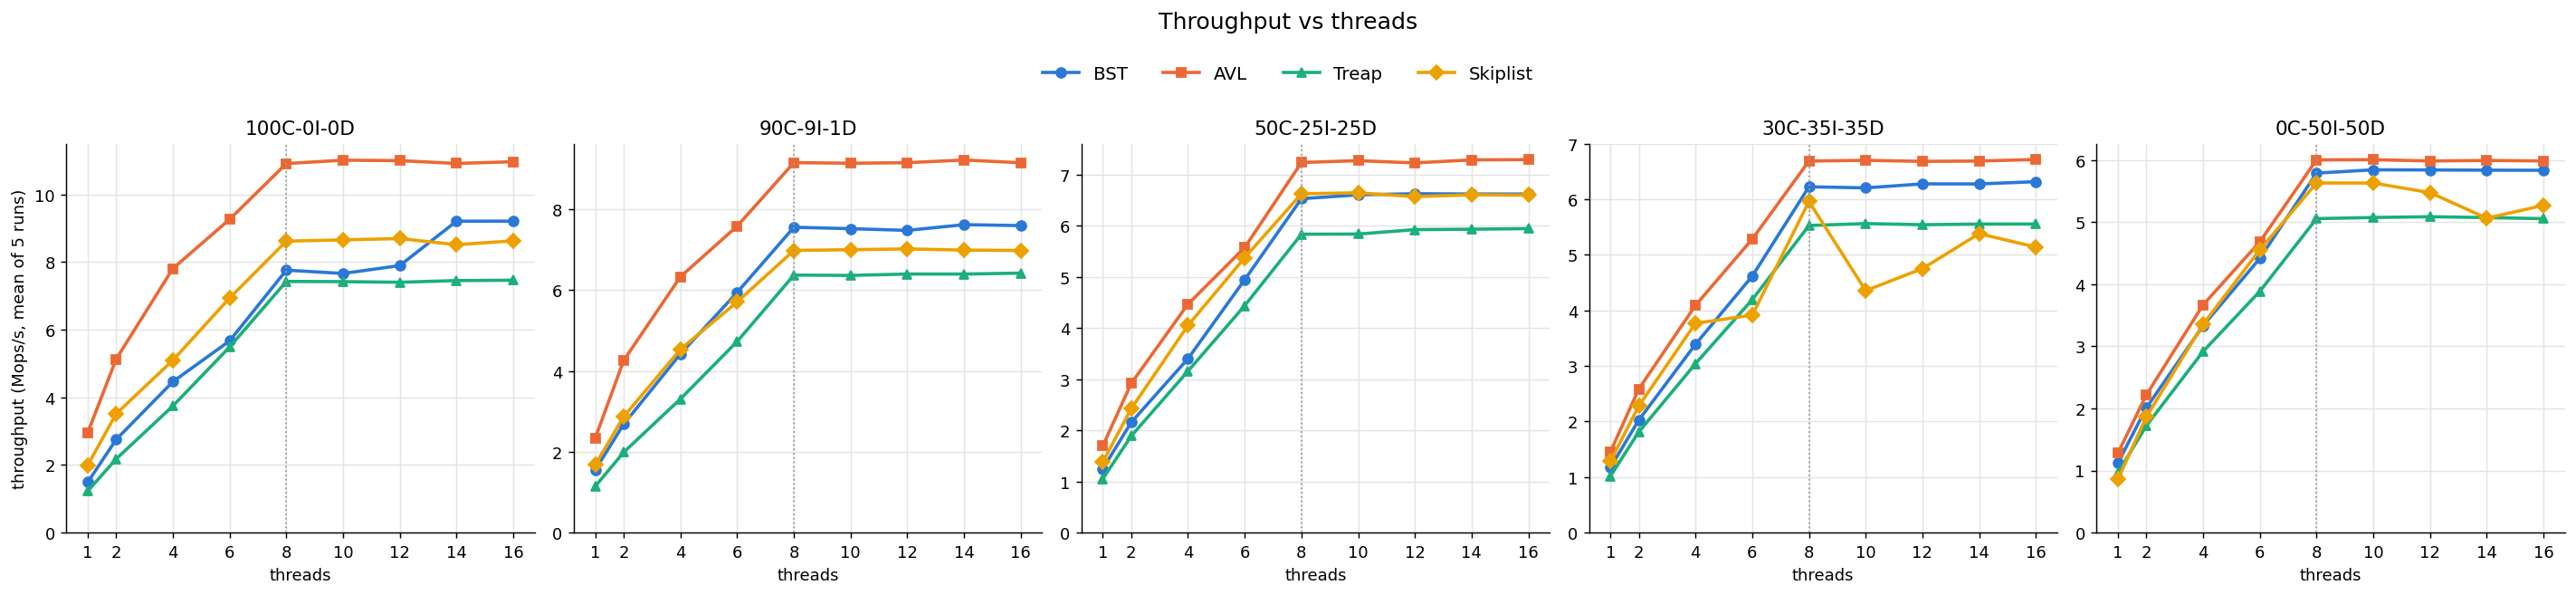 Throughput vs threads
BST AVL Treap Skiplist
100C-0I-0D
throughput (Mops/s, mean of 5 runs)
10
8
6
4
2
0
1 2 4 6 8 10 12 14 16
threads
90C-9I-1D
8
6
4
2
0
1 2 4 6 8 10 12 14 16
threads
50C-25I-25D
7
6
5
4
3
2
1
0
1 2 4 6 8 10 12 14 16
threads
30C-35I-35D
7
6
5
4
3
2
1
0
1 2 4 6 8 10 12 14 16
threads
0C-50I-50D
6
5
4
3
2
1
0
1 2 4 6 8 10 12 14 16
threads